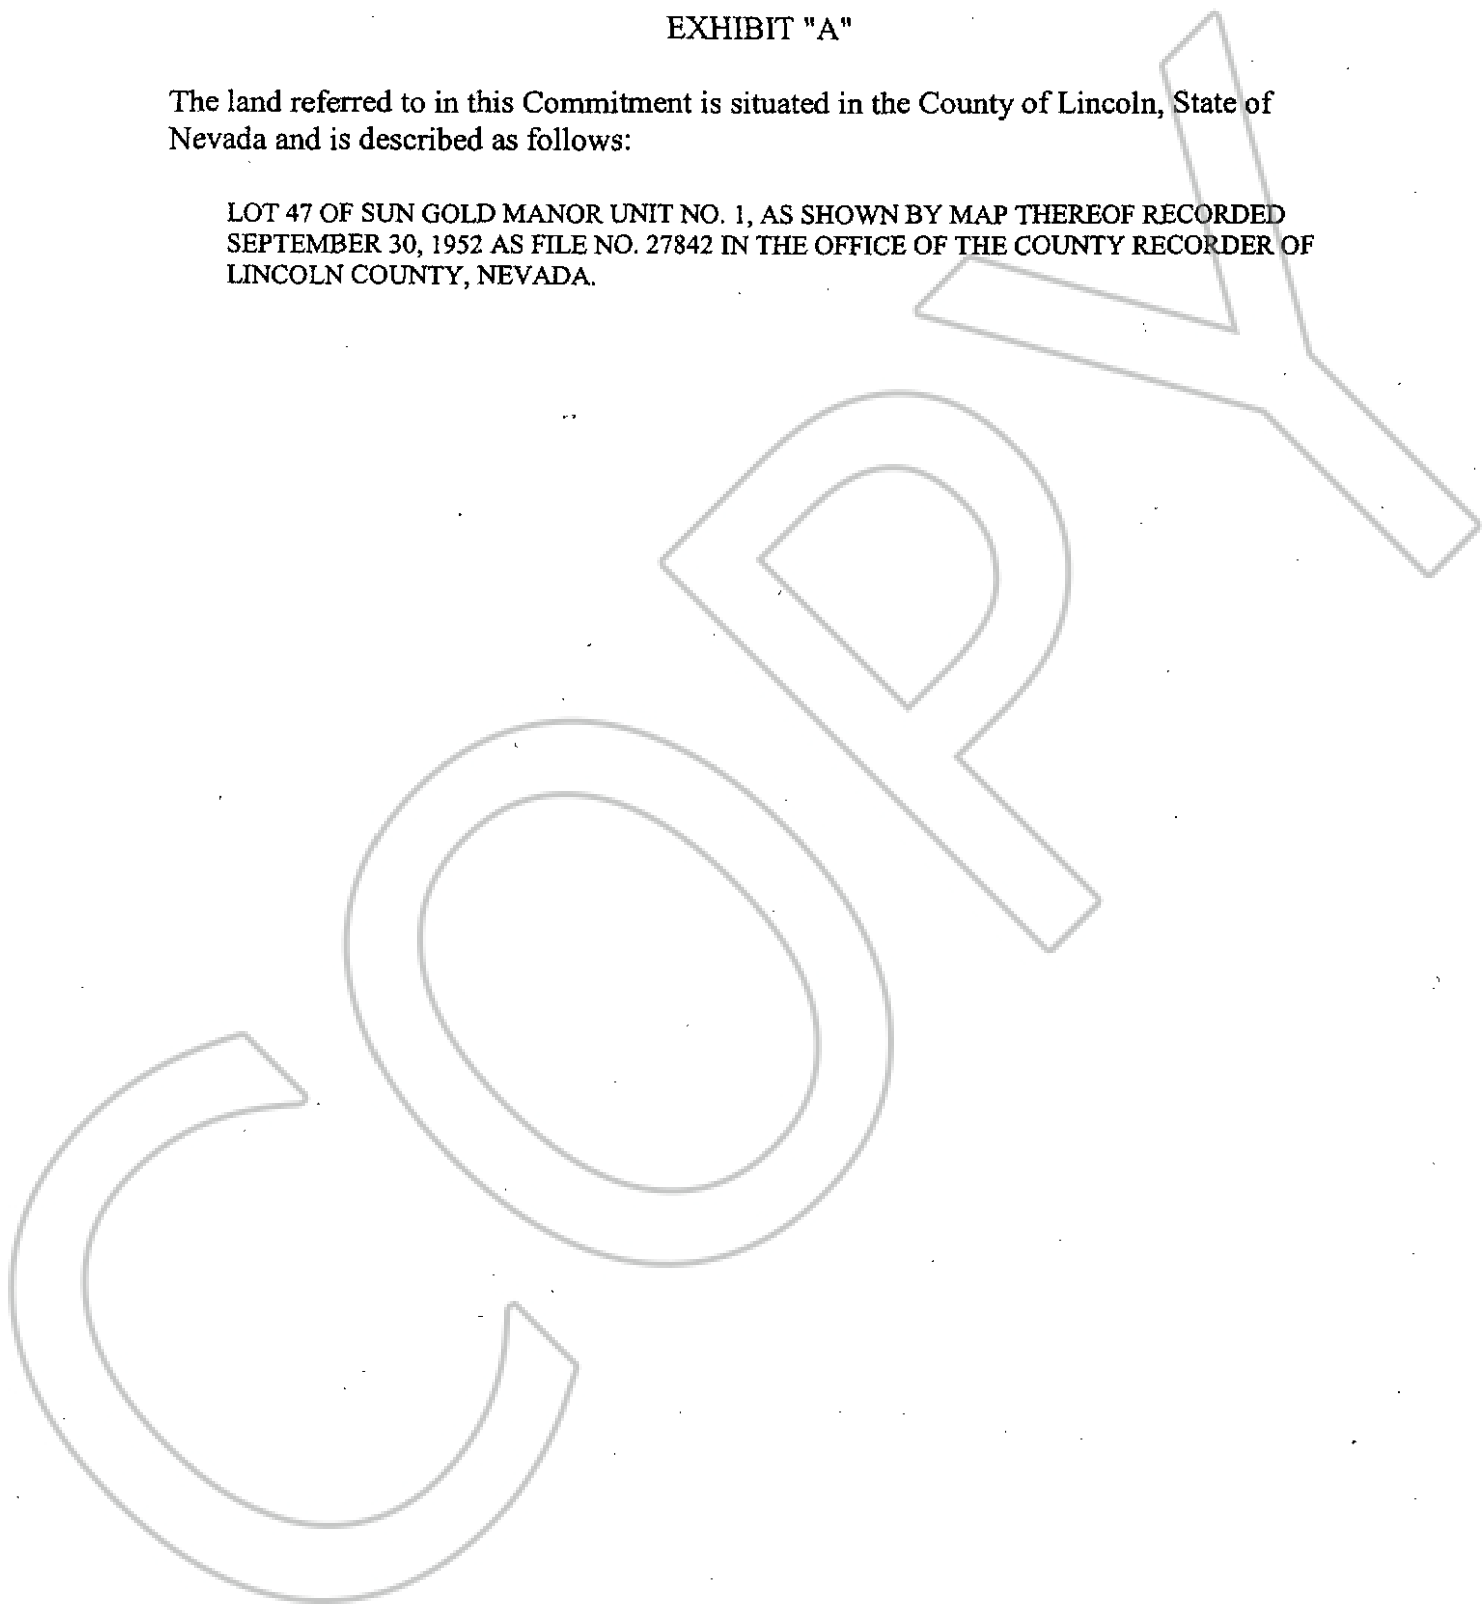 EXHIBIT "A"
The land referred to in this Commitment is situated in the County of Lincoln, State of
Nevada and is described as follows:
LOT 47 OF SUN GOLD MANOR UNIT NO. 1, AS SHOWN BY MAP THEREOF RECORDED
SEPTEMBER 30, 1952 AS FILE NO. 27842 IN THE OFFICE OF THE COUNTY RECORDER OF
LINCOLN COUNTY, NEVADA.
COPY